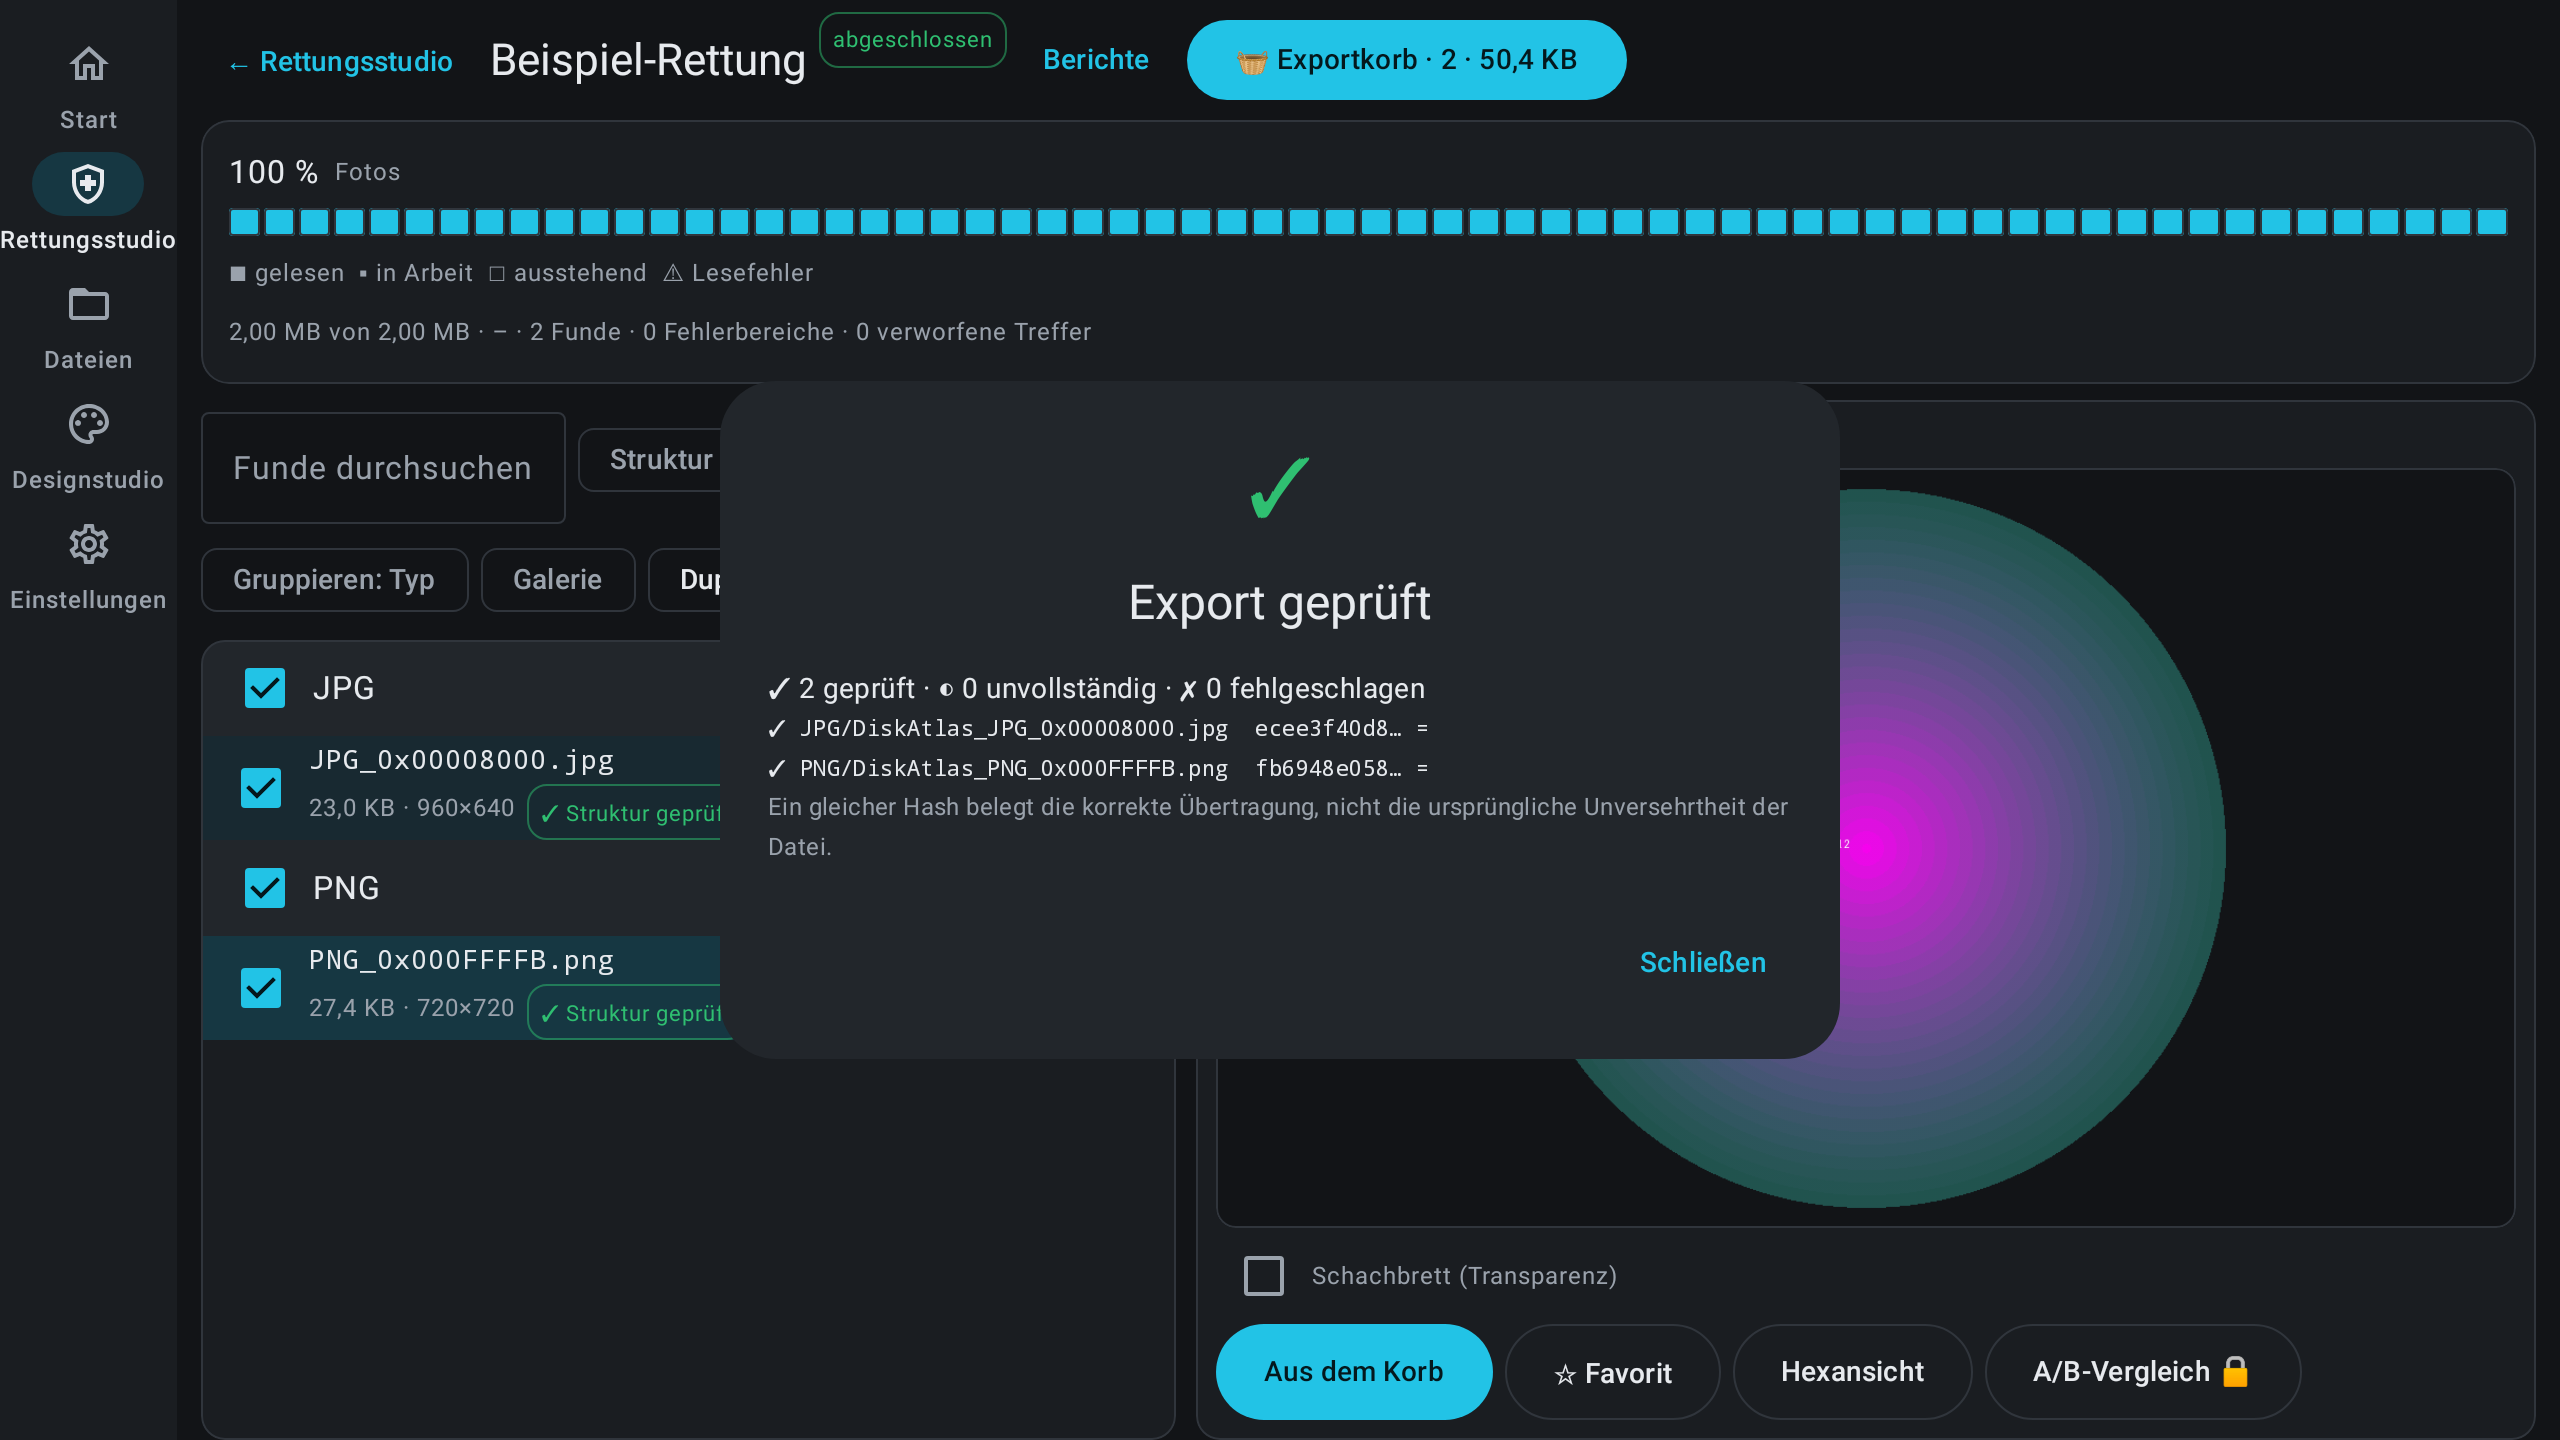 Start
Rettungsstudio
Dateien
Designstudio
Einstellungen
← Rettungsstudio
Beispiel-Rettung
abgeschlossen
Berichte
Exportkorb · 2 · 50,4 KB
100 % Fotos
■ gelesen ▪ in Arbeit □ ausstehend ⚠ Lesefehler
2,00 MB von 2,00 MB · – · 2 Funde · 0 Fehlerbereiche · 0 verworfene Treffer
Funde durchsuchen
Struktur
Gruppieren: Typ
Galerie
JPG
JPG_0x00008000.jpg
23,0 KB · 960×640
✓ Struktur geprüf
PNG
PNG_0x000FFFFB.png
27,4 KB · 720×720
✓ Struktur geprüf
✓
Export geprüft
✓ 2 geprüft · ◐ 0 unvollständig · ✗ 0 fehlgeschlagen
✓ JPG/DiskAtlas_JPG_0x00008000.jpg ecee3f40d8… =
✓ PNG/DiskAtlas_PNG_0x000FFFFB.png fb6948e058… =
Ein gleicher Hash belegt die korrekte Übertragung, nicht die ursprüngliche Unversehrtheit der
Datei.
Schließen
Schachbrett (Transparenz)
Aus dem Korb
☆ Favorit
Hexansicht
A/B-Vergleich 🔒